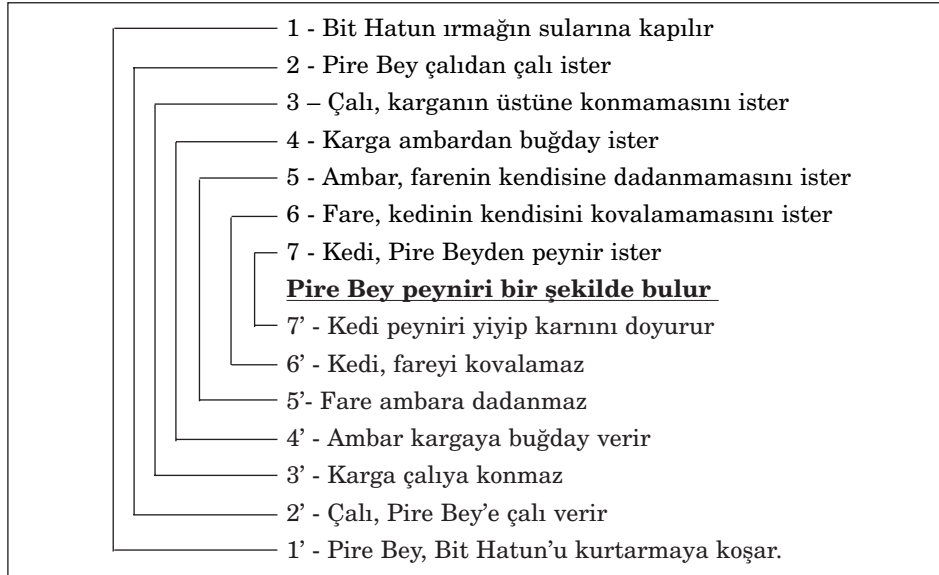 1 - Bit Hatun ırmağın sularına kapılır
2 - Pire Bey çalıdan çalı ister
3 – Çalı, karganın üstüne konmamasını ister
4 - Karga ambardan buğday ister
5 - Ambar, farenin kendisine dadanmamasını ister
6 - Fare, kedinin kendisini kovalamamasını ister
7 - Kedi, Pire Beyden peynir ister
Pire Bey peyniri bir şekilde bulur
7’ - Kedi peyniri yiyip karnını doyurur
6’ - Kedi, fareyi kovalamaz
5’- Fare ambara dadanmaz
4’ - Ambar kargaya buğday verir
3’ - Karga çalıya konmaz
2’ - Çalı, Pire Bey’e çalı verir
1’ - Pire Bey, Bit Hatun’u kurtarmaya koşar.